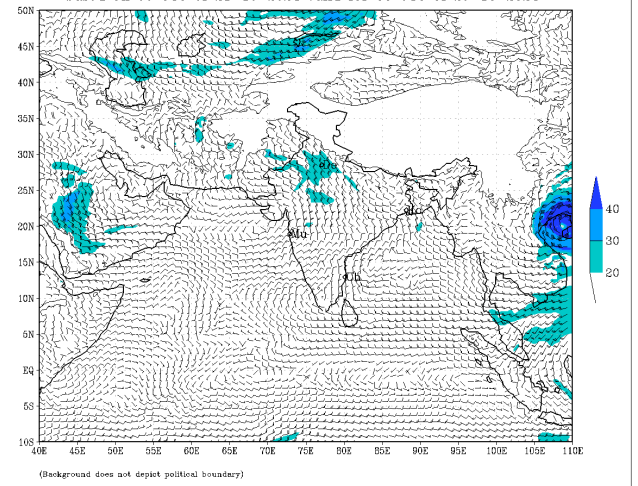 50N
45N
40N
35N
30N
25N
20N
15N
10N
5N
EQ
5S
10S
40E 45E 50E 55E 60E 65E 70E 75E 80E 85E 90E 95E 100E 105E 110E
Mu
Ch
40
30
20
(Background does not depict political boundary)